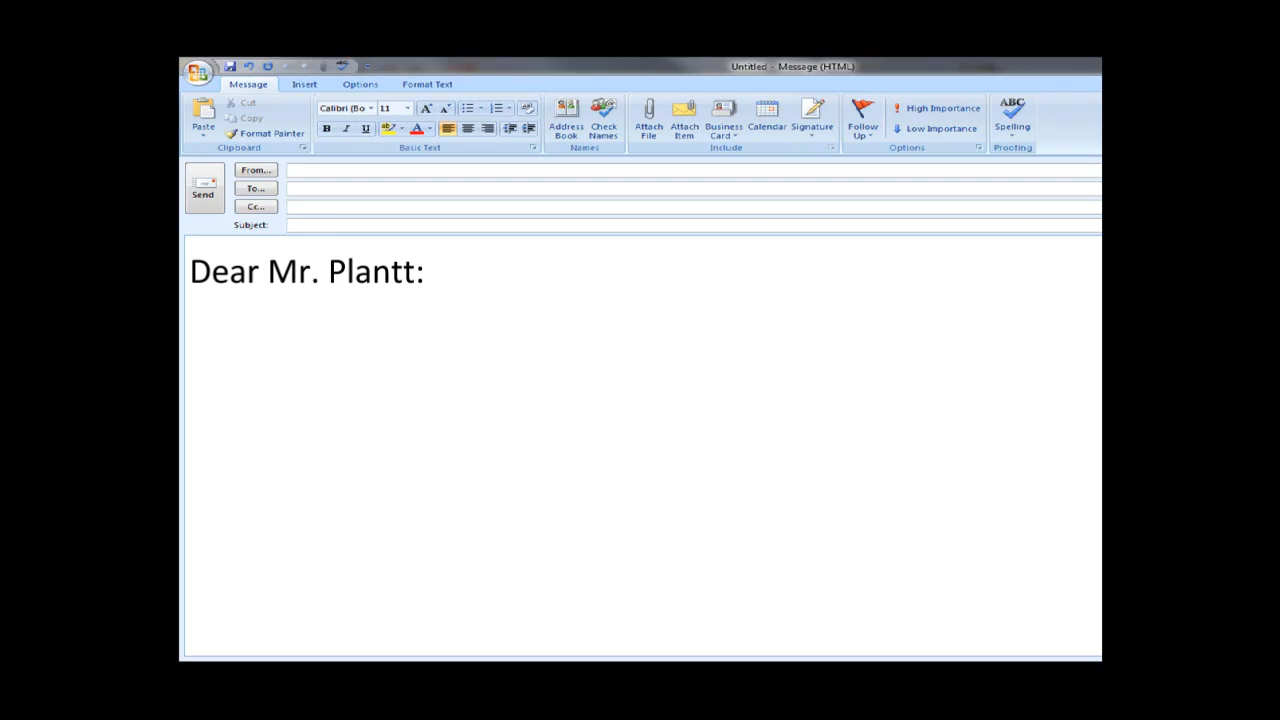 Untitled - Message (HTML)
Message Insert Options Format Text
Paste
Cut
Copy
Format Painter
Clipboard
Calibri (Bo 11
B I U
Basic Text
Address Book
Check Names
Names
Attach File
Attach Item
Business Card
Calendar
Signature
Include
Follow Up
High Importance
Low Importance
Options
ABC
Spelling
Proofing
Send
From...
To...
Cc...
Subject:
Dear Mr. Plantt: